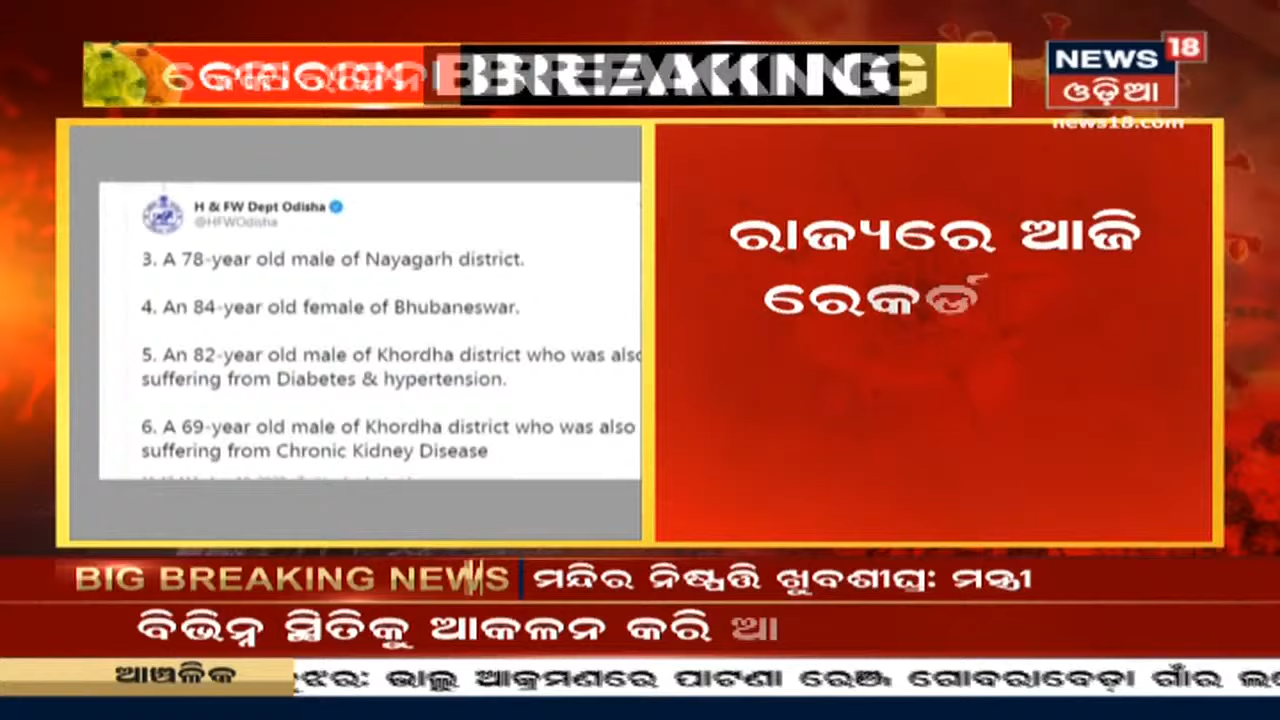 BREAKING
NEWS 18
ଓଡ଼ିଆ
news18.com
H & FW Dept Odisha
@HFWOdisha
3. A 78-year old male of Nayagarh district.
4. An 84-year old female of Bhubaneswar.
5. An 82-year old male of Khordha district who was also
suffering from Diabetes & hypertension.
6. A 69-year old male of Khordha district who was also
suffering from Chronic Kidney Disease
ରାଜ୍ୟରେ ଆଜି
ରେକର୍ଡ
BIG BREAKING NEWS
ମନ୍ଦିର ନିଷ୍ପତ୍ତି ଖୁବଶୀଘ୍ର: ମନ୍ତ୍ରୀ
ବିଭିନ୍ନ ସ୍ଥିତିକୁ ଆକଳନ କରି ଆ
ଆଞ୍ଚଳିକ
ଝର: ଭାଲୁ ଆକ୍ରମଣରେ ପାଟଣା ରେଞ୍ଜ ଗୋବରାବେଡ଼ା ଗାଁର